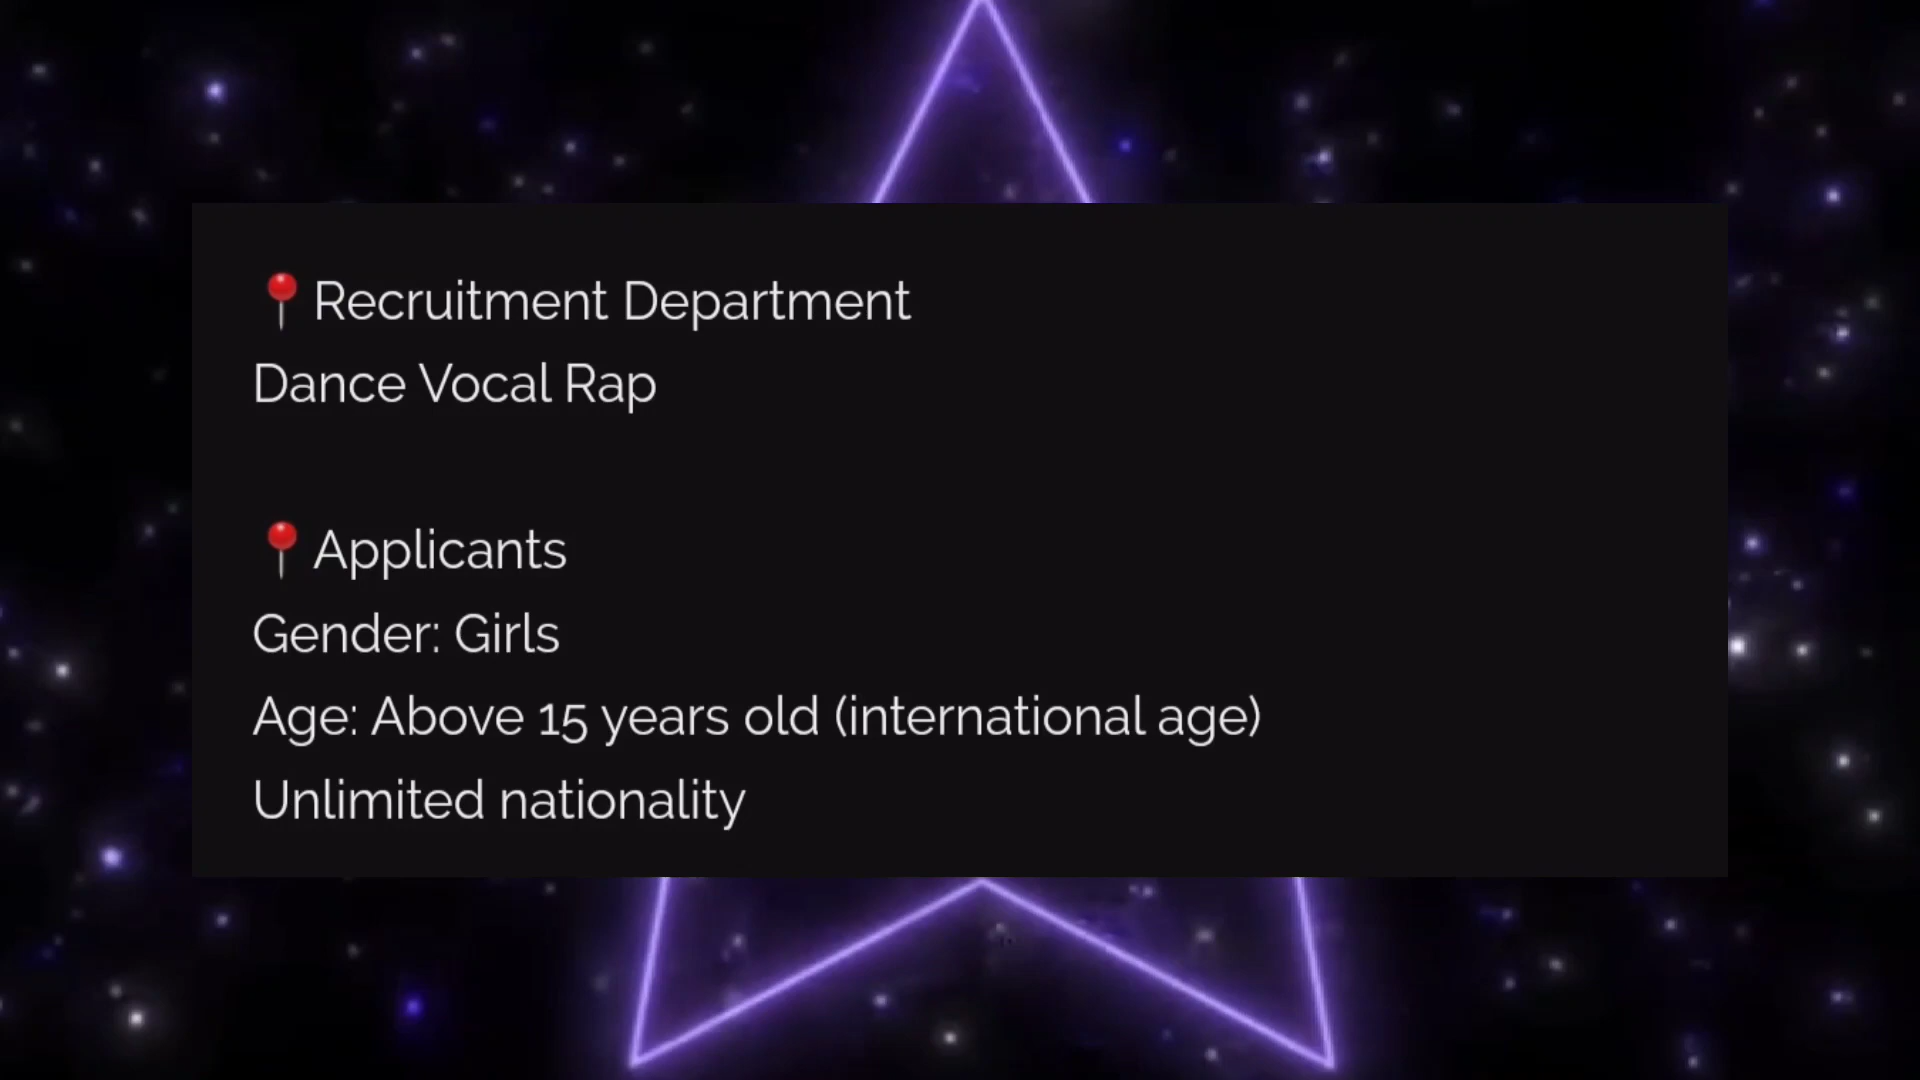 📍Recruitment Department
Dance Vocal Rap
📍Applicants
Gender: Girls
Age: Above 15 years old (international age)
Unlimited nationality